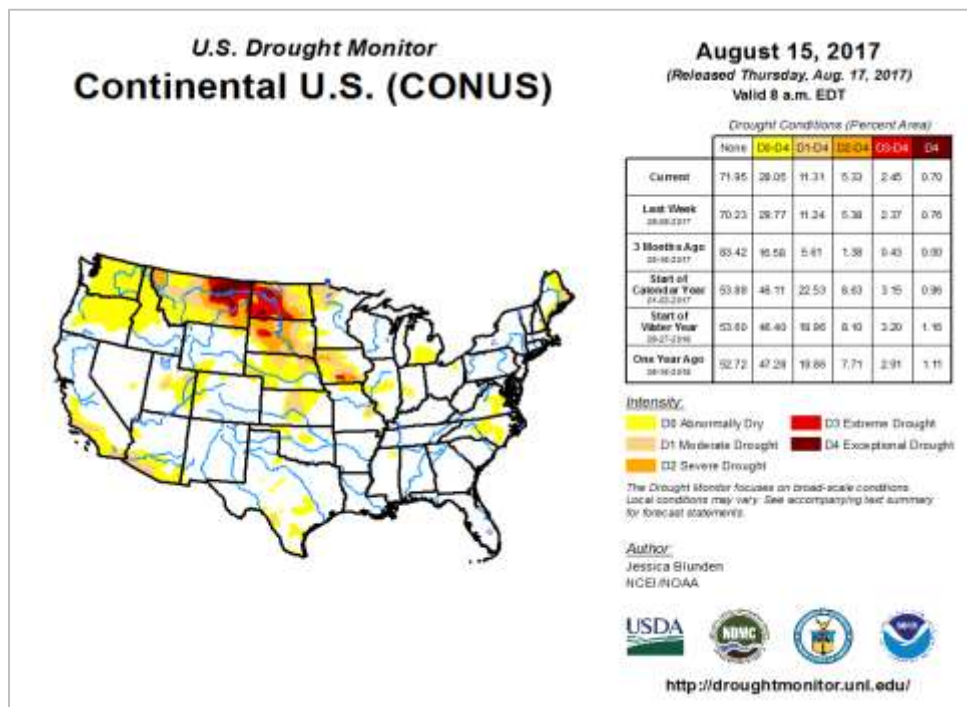 U.S. Drought Monitor
Continental U.S. (CONUS)
August 15, 2017
(Released Thursday, Aug. 17, 2017)
Valid 8 a.m. EDT
Drought Conditions (Percent Area)
None D0-D4 D1-D4 D2-D4 D3-D4 D4
Current 71.95 28.05 11.31 5.33 2.45 0.70
Last Week 70.23 29.77 11.24 5.38 2.37 0.76
3 Months Ago 83.42 16.58 5.61 1.38 0.43 0.00
Start of
Calendar Year 53.89 46.11 22.53 8.63 3.15
Start of
Water Year 53.60 46.40 8.10 3.20
One Year Ago 52.72 47.28 7.71 2.91 1.11
Intensity:
D0 Abnormally Dry
D1 Moderate Drought
D2 Severe Drought
D3 Extreme Drought
D4 Exceptional Drought
The Drought Monitor focuses on broad-scale conditions.
Local conditions may vary. See accompanying text summary
for forecast statements.
Author:
Jessica Blunden
NCEI/NOAA
USDA
NDMC
http://droughtmonitor.unl.edu/